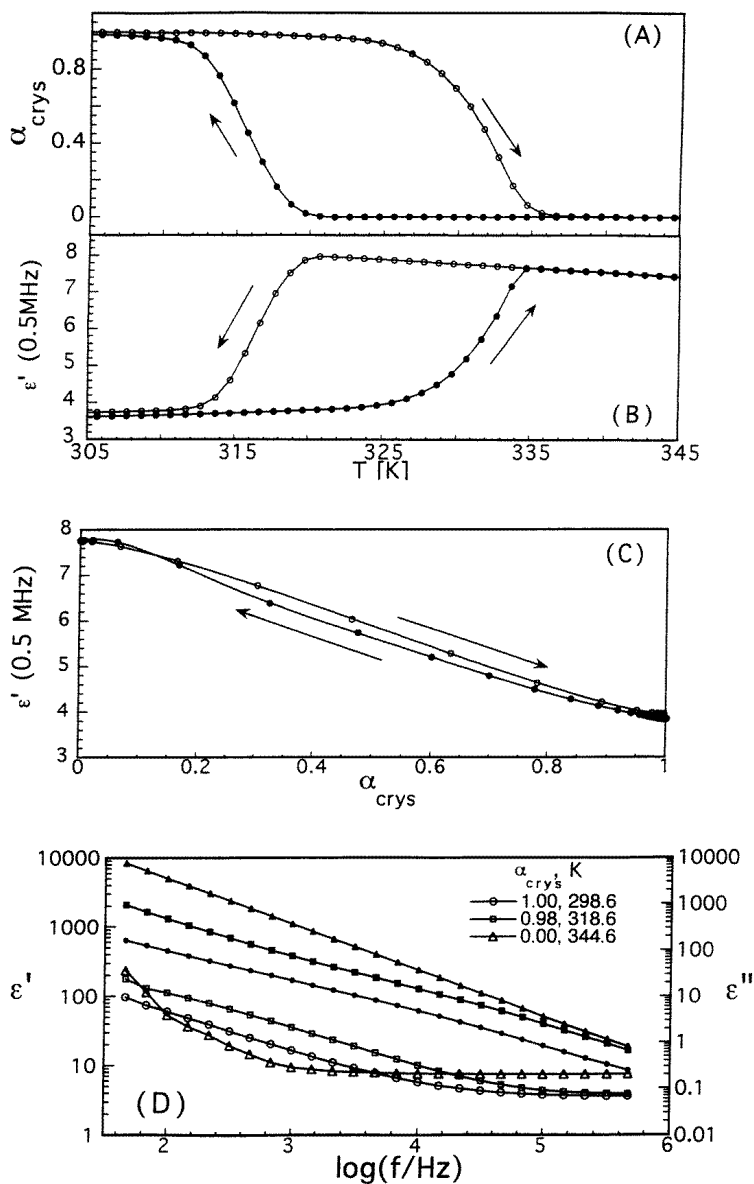 (A)
0.8
0.4
0
α crys
8
7
6
5
4
3
ε' (0.5MHz)
(B)
305 315 325 335 345
T [K]
8
7
6
5
4
3
ε' (0.5 MHz)
(C)
0 0.2 0.4 0.6 0.8 1
α crys
10000
1000
100
10
1
ε'
α crys, K
1.00, 298.6
0.98, 318.6
0.00, 344.6
10000
1000
100
10
1
0.1
0.01
ε"
(D)
2 3 4 5 6
log(f/Hz)